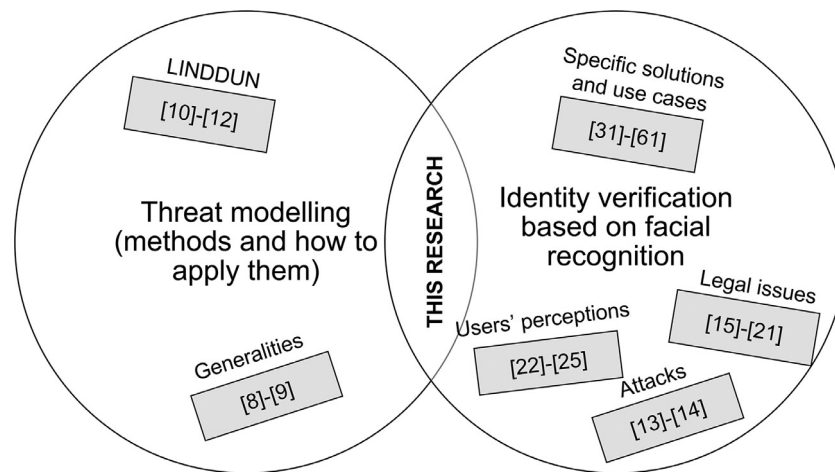 LINDDUN
[10]-[12]
Threat modelling
(methods and how to
apply them)
Generalities
[8]-[9]
THIS RESEARCH
Specific solutions
and use cases
[31]-[61]
Identity verification
based on facial
recognition
Legal issues
[15]-[21]
Users' perceptions
[22]-[25]
Attacks
[13]-[14]